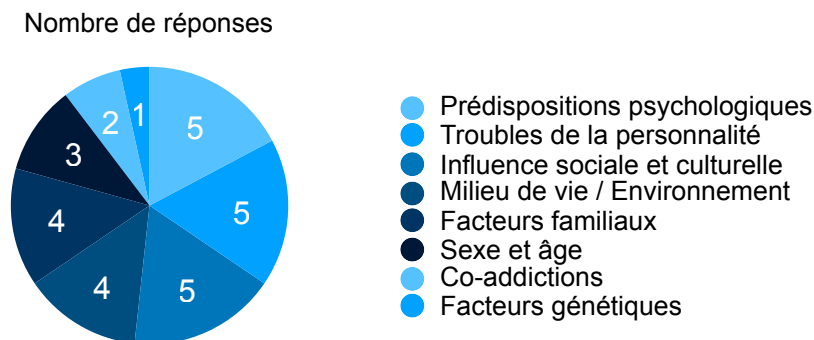 Nombre de réponses
5
5
5
4
4
3
2
1
Prédispositions psychologiques
Troubles de la personnalité
Influence sociale et culturelle
Milieu de vie / Environnement
Facteurs familiaux
Sexe et âge
Co-addictions
Facteurs génétiques